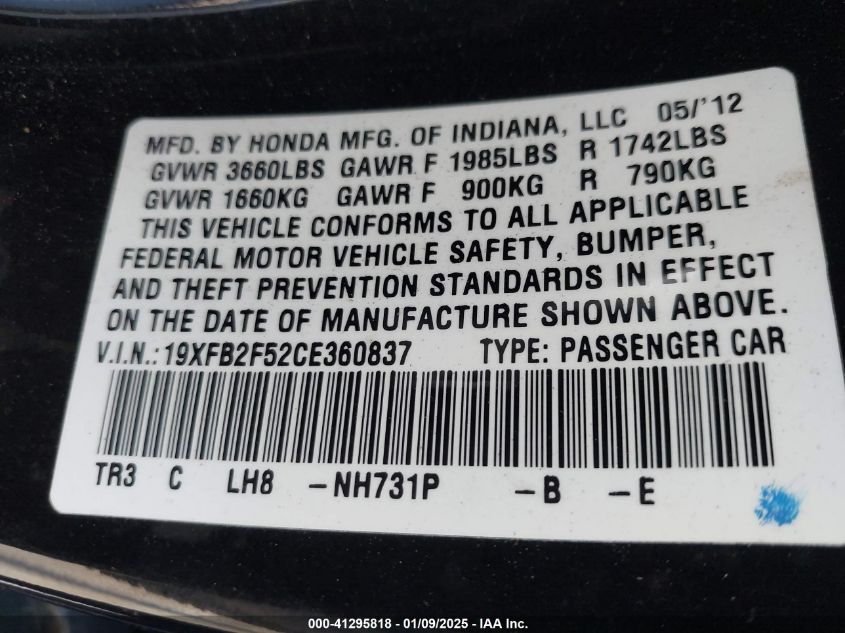 MFD. BY HONDA MFG. OF INDIANA, LLC 05/'12
GVWR 3660LBS GAWR F 1985LBS R 1742LBS
GVWR 1660KG GAWR F 900KG R 790KG
THIS VEHICLE CONFORMS TO ALL APPLICABLE
FEDERAL MOTOR VEHICLE SAFETY, BUMPER,
AND THEFT PREVENTION STANDARDS IN EFFECT
ON THE DATE OF MANUFACTURE SHOWN ABOVE.
V.I.N.: 19XFB2F52CE360837 TYPE: PASSENGER CAR
TR3 C LH8 -NH731P -B -E
000-41295818 - 01/09/2025 - IAA Inc.